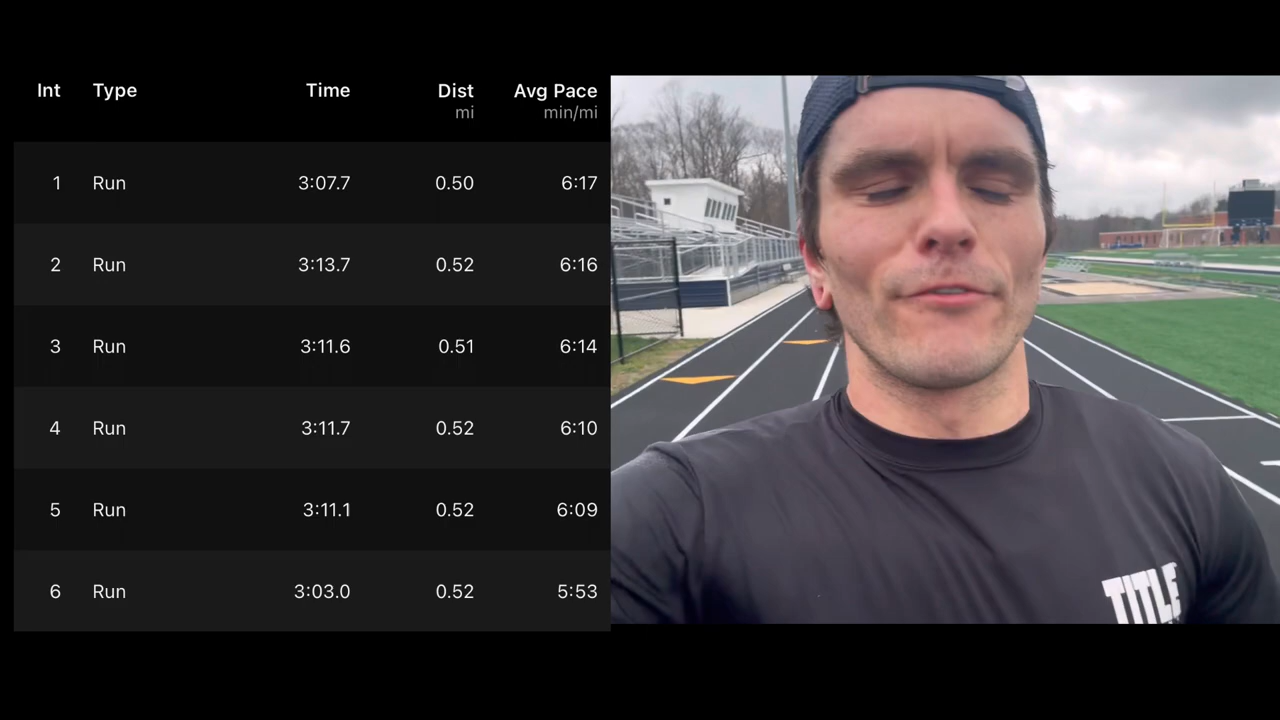 Int Type Time Dist Avg Pace
mi min/mi
1 Run 3:07.7 0.50 6:17
2 Run 3:13.7 0.52 6:16
3 Run 3:11.6 0.51 6:14
4 Run 3:11.7 0.52 6:10
5 Run 3:11.1 0.52 6:09
6 Run 3:03.0 0.52 5:53
TITLE